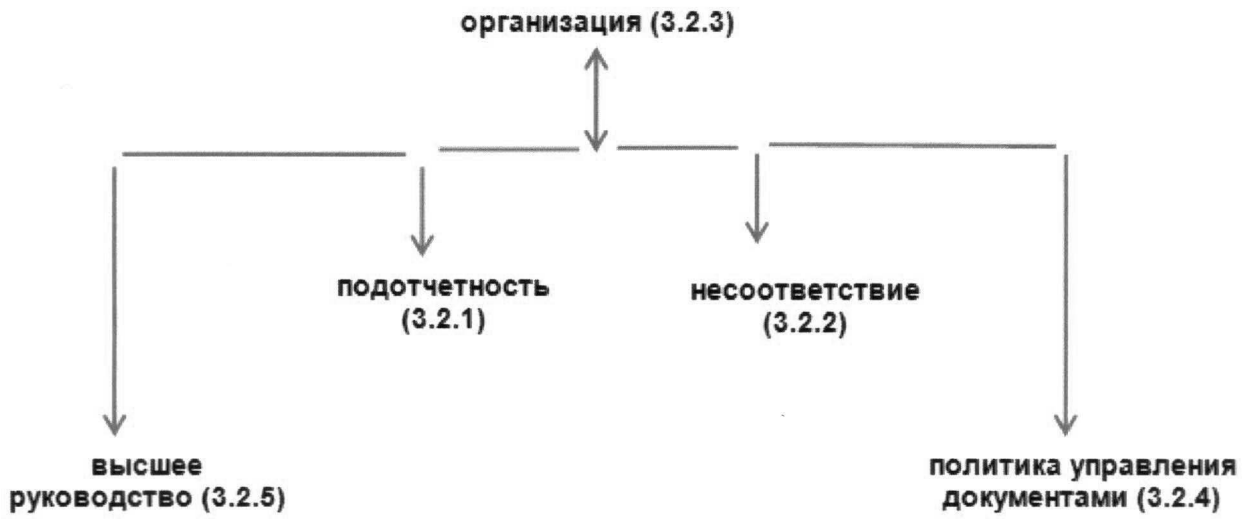 организация (3.2.3)
подотчетность
(3.2.1)
несоответствие
(3.2.2)
высшее
руководство (3.2.5)
политика управления
документами (3.2.4)